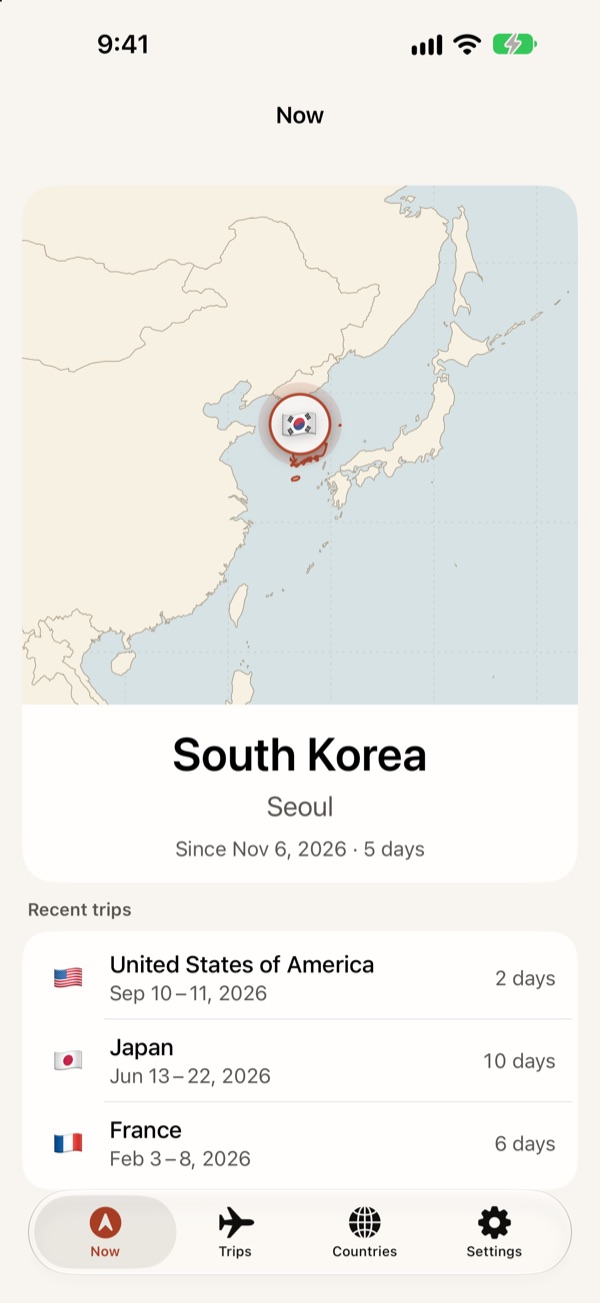 9:41
Now
South Korea
Seoul
Since Nov 6, 2026 · 5 days
Recent trips
United States of America
Sep 10 – 11, 2026
2 days
Japan
Jun 13 – 22, 2026
10 days
France
Feb 3 – 8, 2026
6 days
Now
Trips
Countries
Settings